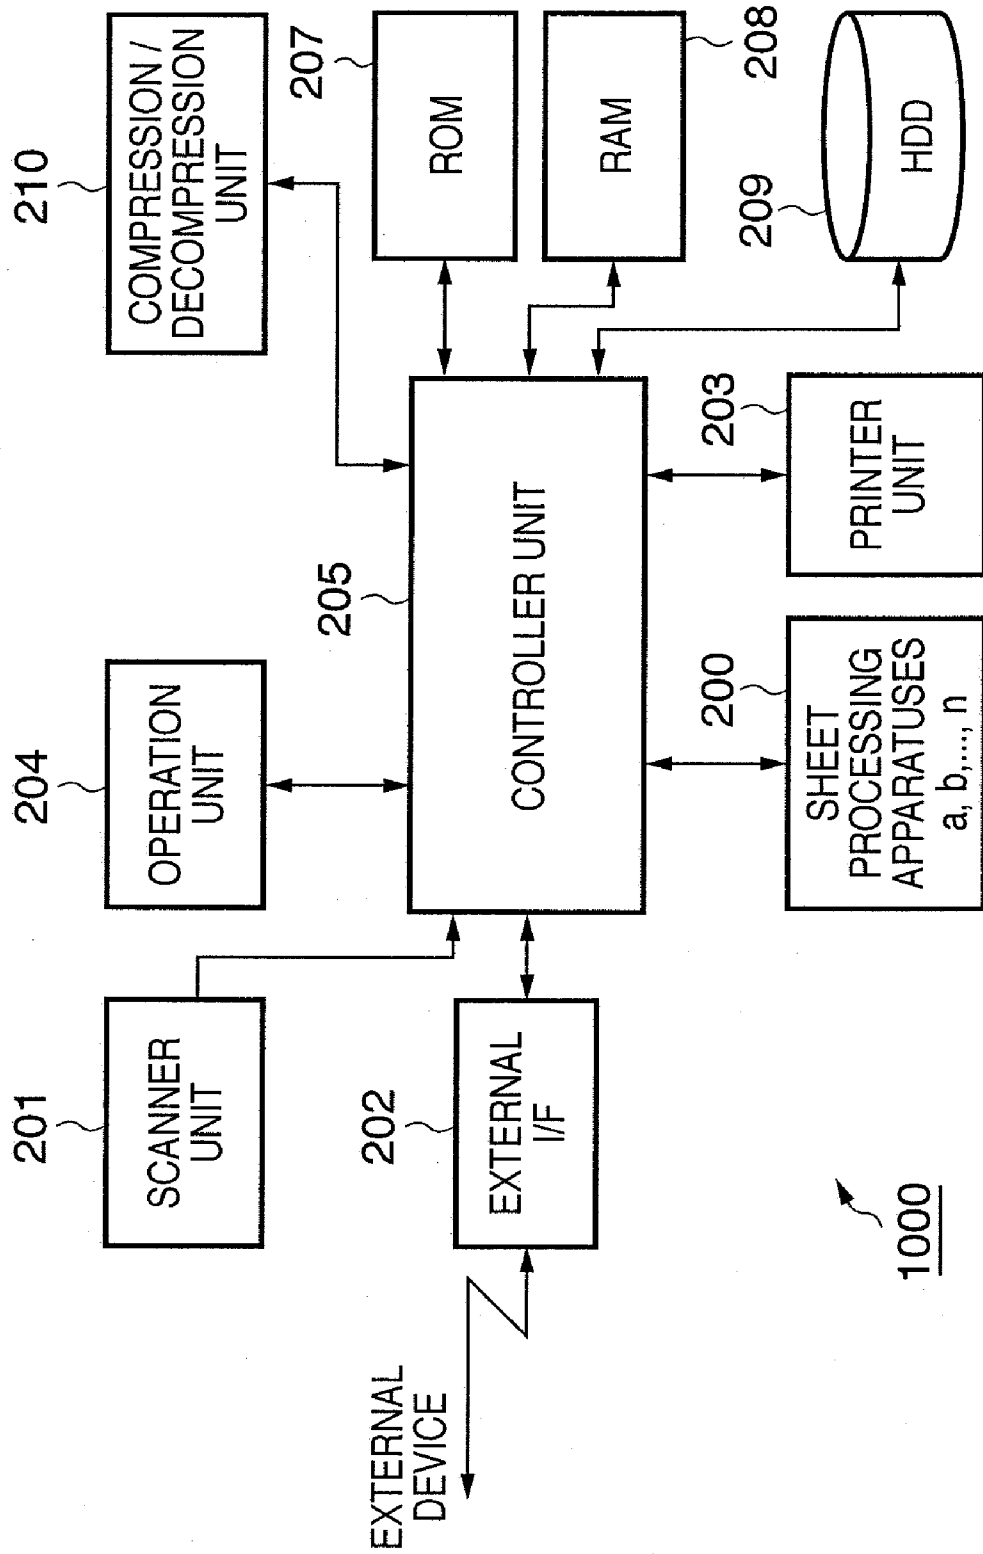 210
COMPRESSION /
DECOMPRESSION
UNIT
204
OPERATION
UNIT
201
SCANNER
UNIT
207
ROM
208
RAM
209
HDD
205
CONTROLLER UNIT
202
EXTERNAL
I/F
EXTERNAL
DEVICE
203
PRINTER
UNIT
200
SHEET
PROCESSING
APPARATUSES
a, b,..., n
1000